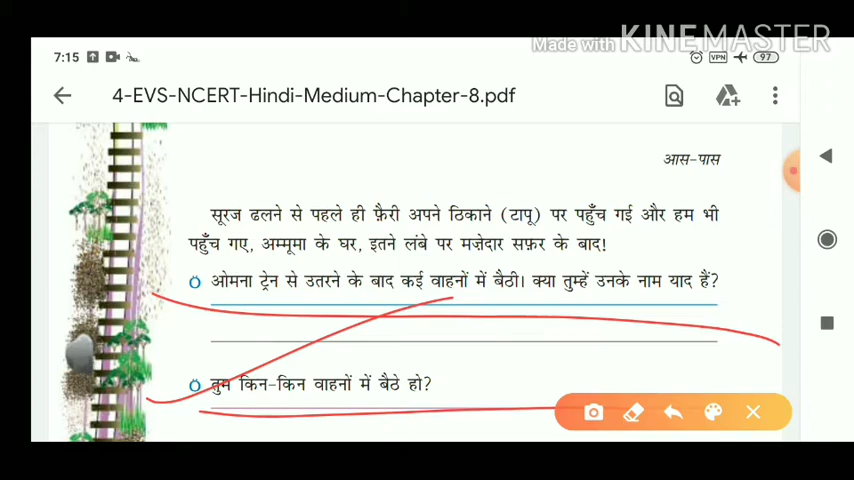 Made with KINEMASTER
7:15 VPN 97
4-EVS-NCERT-Hindi-Medium-Chapter-8.pdf
आस-पास
सूरज ढलने से पहले ही फ़ैरी अपने ठिकाने (टापू) पर पहुँच गई और हम भी
पहुँच गए, अम्मूमा के घर, इतने लंबे पर मज़ेदार सफ़र के बाद!
ओमना ट्रेन से उतरने के बाद कई वाहनों में बैठी। क्या तुम्हें उनके नाम याद हैं?
तुम किन-किन वाहनों में बैठे हो?